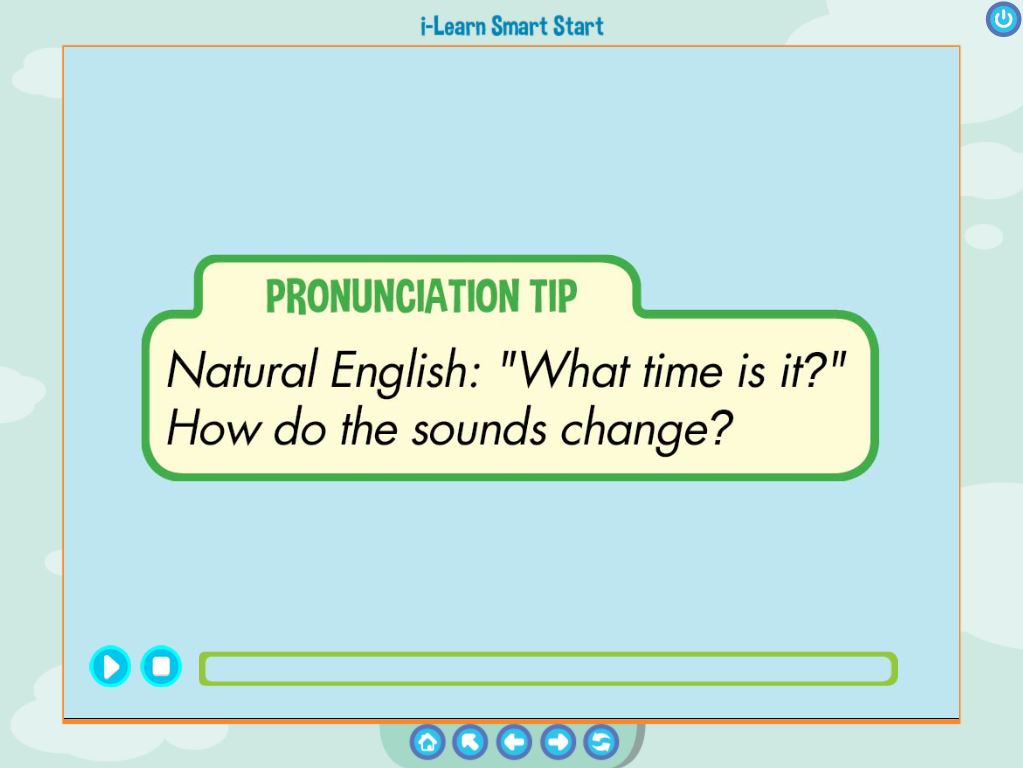 i-Learn Smart Start
PRONUNCIATION TIP
Natural English: "What time is it?"
How do the sounds change?